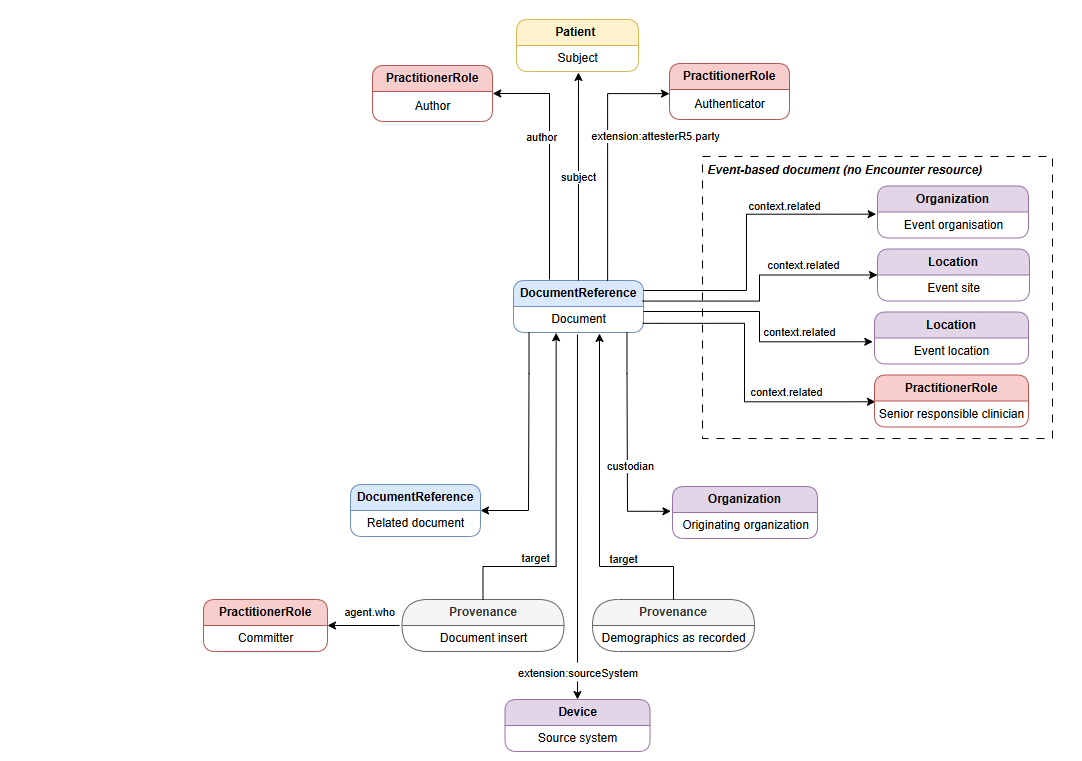 Patient
Subject
PractitionerRole
Author
PractitionerRole
Authenticator
author
extension:attesterR5.party
subject
Event-based document (no Encounter resource)
context.related
Organization
Event organisation
context.related
Location
Event site
context.related
Location
Event location
context.related
PractitionerRole
Senior responsible clinician
DocumentReference
Document
custodian
DocumentReference
Related document
Organization
Originating organization
target
target
PractitionerRole
Committer
agent.who
Provenance
Document insert
Provenance
Demographics as recorded
extension:sourceSystem
Device
Source system